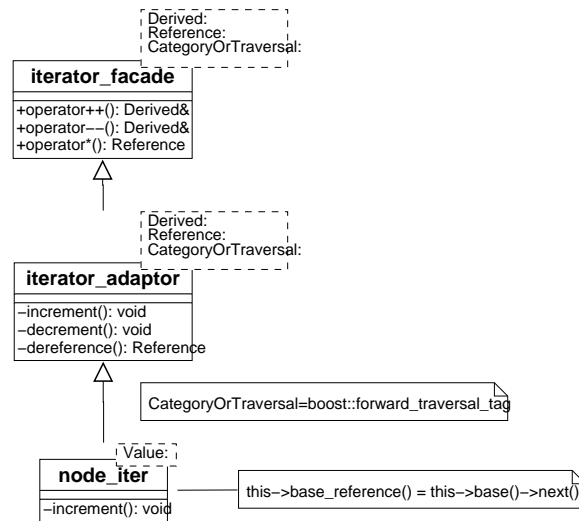 Derived:
Reference:
CategoryOrTraversal:
iterator_facade
+operator++(): Derived&
+operator−−(): Derived&
+operator*(): Reference
Derived:
Reference:
CategoryOrTraversal:
iterator_adaptor
−increment(): void
−decrement(): void
−dereference(): Reference
CategoryOrTraversal=boost::forward_traversal_tag
Value:
node_iter
−increment(): void
this−>base_reference() = this−>base()−>next()